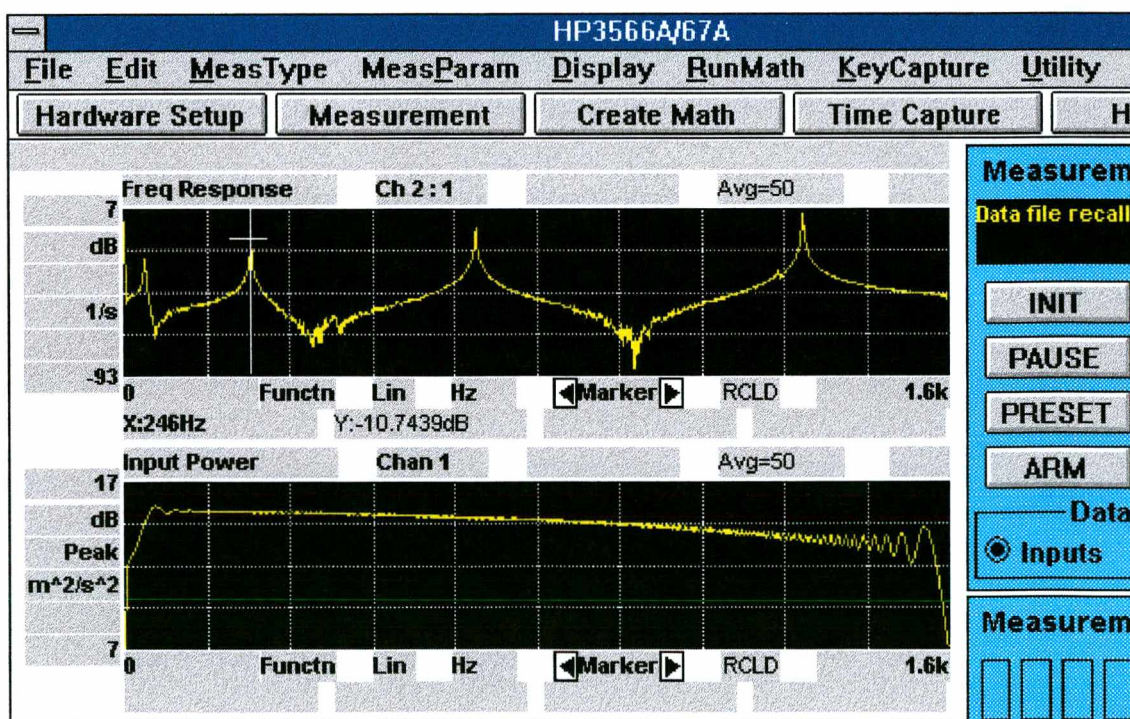 HP3566A/67A
File Edit MeasType MeasParam Display RunMath KeyCapture Utility
Hardware Setup Measurement Create Math Time Capture H
Measurem
Data file recall
Freq Response Ch 2 : 1 Avg=50
7
dB
1/s
-93
0 Functn Lin Hz Marker RCLD 1.6k
X:246Hz Y:-10.7439dB
INIT
PAUSE
PRESET
ARM
Input Power Chan 1 Avg=50
17
dB
Peak
m^2/s^2
7
0 Functn Lin Hz Marker RCLD 1.6k
Data
Inputs
Measurem